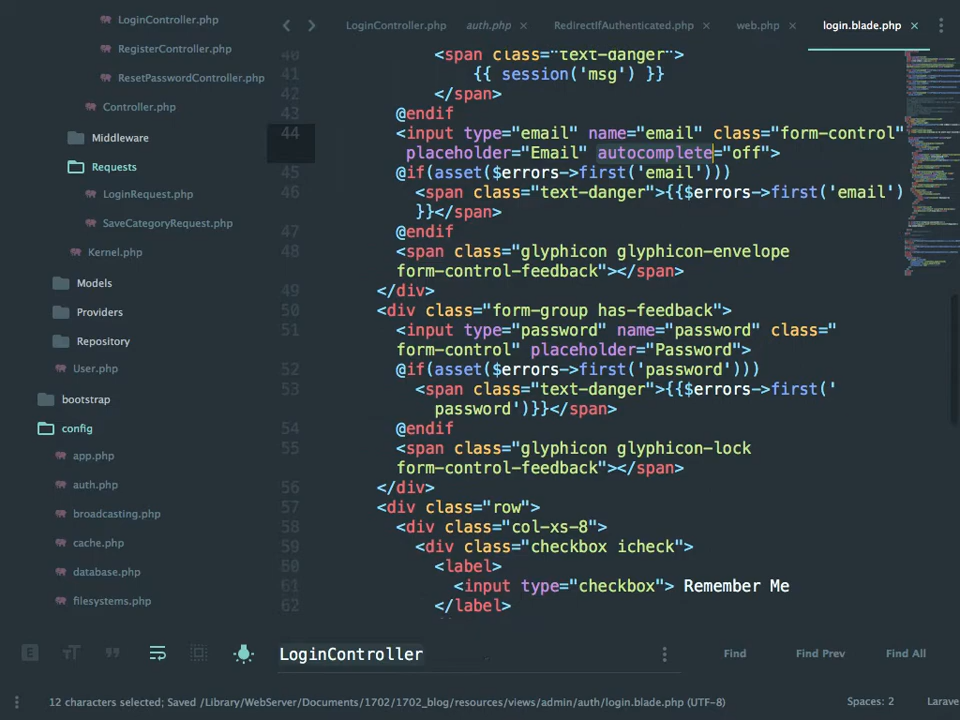 LoginController.php
RegisterController.php
ResetPasswordController.php
Controller.php
Middleware
Requests
LoginRequest.php
SaveCategoryRequest.php
Kernel.php
Models
Providers
Repository
User.php
bootstrap
config
app.php
auth.php
broadcasting.php
cache.php
database.php
filesystems.php
LoginController.php auth.php × RedirectIfAuthenticated.php × web.php × login.blade.php ×
40 <span class="text-danger">
41 {{ session('msg') }}
42 </span>
43 @endif
44 <input type="email" name="email" class="form-control"
placeholder="Email" autocomplete="off">
45 @if(asset($errors->first('email')))
46 <span class="text-danger">{{$errors->first('email')
}}</span>
47 @endif
48 <span class="glyphicon glyphicon-envelope
form-control-feedback"></span>
49 </div>
50 <div class="form-group has-feedback">
51 <input type="password" name="password" class="
form-control" placeholder="Password">
52 @if(asset($errors->first('password')))
53 <span class="text-danger">{{$errors->first('
password')}}</span>
54 @endif
55 <span class="glyphicon glyphicon-lock
form-control-feedback"></span>
56 </div>
57 <div class="row">
58 <div class="col-xs-8">
59 <div class="checkbox icheck">
60 <label>
61 <input type="checkbox"> Remember Me
62 </label>
LoginController Find Find Prev Find All
12 characters selected; Saved /Library/WebServer/Documents/1702/1702_blog/resources/views/admin/auth/login.blade.php (UTF-8) Spaces: 2 Larave